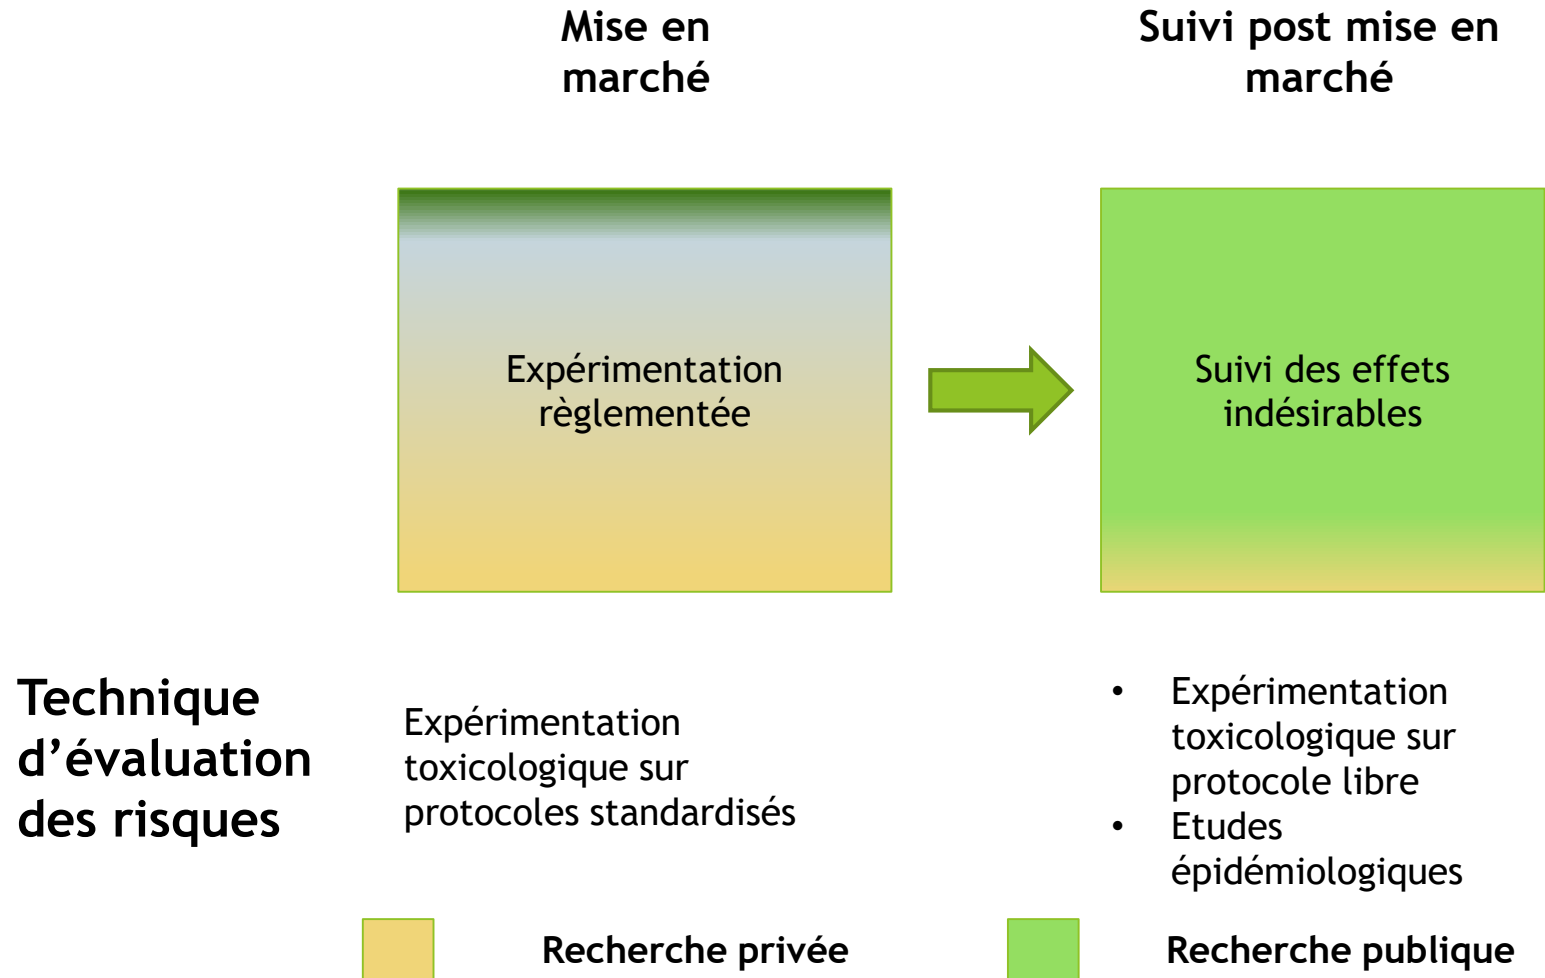 Mise en
marché
Suivi post mise en
marché
Expérimentation
règlementée
Suivi des effets
indésirables
Technique
d’évaluation
des risques
Expérimentation
toxicologique sur
protocoles standardisés
• Expérimentation
toxicologique sur
protocole libre
• Etudes
épidémiologiques
Recherche privée
Recherche publique